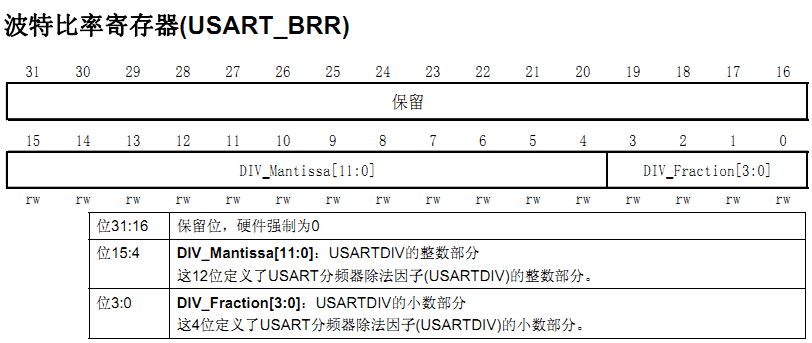 波特比率寄存器(USART_BRR)
31 30 29 28 27 26 25 24 23 22 21 20 19 18 17 16
保留
15 14 13 12 11 10 9 8 7 6 5 4 3 2 1 0
DIV_Mantissa[11:0] DIV_Fraction[3:0]
rw rw rw rw rw rw rw rw rw rw rw rw rw rw rw rw
位31:16 保留位，硬件强制为0
位15:4 DIV_Mantissa[11:0]：USARTDIV的整数部分
这12位定义了USART分频器除法因子(USARTDIV)的整数部分。
位3:0 DIV_Fraction[3:0]：USARTDIV的小数部分
这4位定义了USART分频器除法因子(USARTDIV)的小数部分。